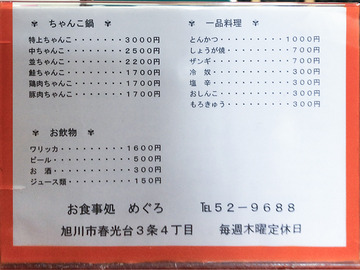 ✾ ちゃんこ鍋 ✾
特上ちゃんこ・・・・・・・3000円
中ちゃんこ・・・・・・・・2500円
並ちゃんこ・・・・・・・・2200円
鮭ちゃんこ・・・・・・・・1700円
鶏肉ちゃんこ・・・・・・・1700円
豚肉ちゃんこ・・・・・・・1700円
✾ お飲物 ✾
ワリッカ・・・・・・・・・1600円
ビール・・・・・・・・・・500円
お 酒・・・・・・・・・・300円
ジュース類・・・・・・・・150円
✾ 一品料理 ✾
とんかつ・・・・・・・・1000円
しょうが焼・・・・・・・700円
ザンギ・・・・・・・・・700円
冷 奴・・・・・・・・・300円
塩 辛・・・・・・・・・300円
おしんこ・・・・・・・・300円
もろきゅう・・・・・・・300円
お食事処 めぐろ ℡52-9688
旭川市春光台3条4丁目 毎週木曜定休日